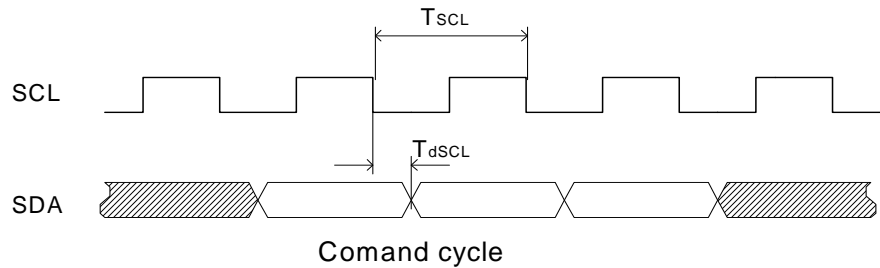 TSCL
SCL
TdSCL
SDA
Comand cycle